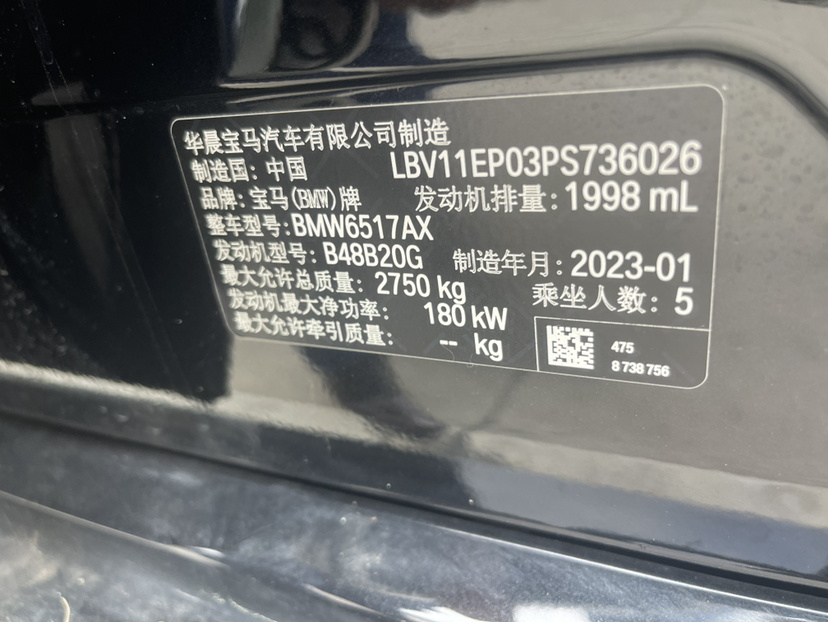 华晨宝马汽车有限公司制造
制造国: 中国 LBV11EP03PS736026
品牌: 宝马(BMW)牌 发动机排量: 1998 mL
整车型号: BMW6517AX
发动机型号: B48B20G 制造年月: 2023-01
最大允许总质量: 2750 kg 乘坐人数: 5
发动机最大净功率: 180 kW
最大允许牵引质量: -- kg
475
8 738 756